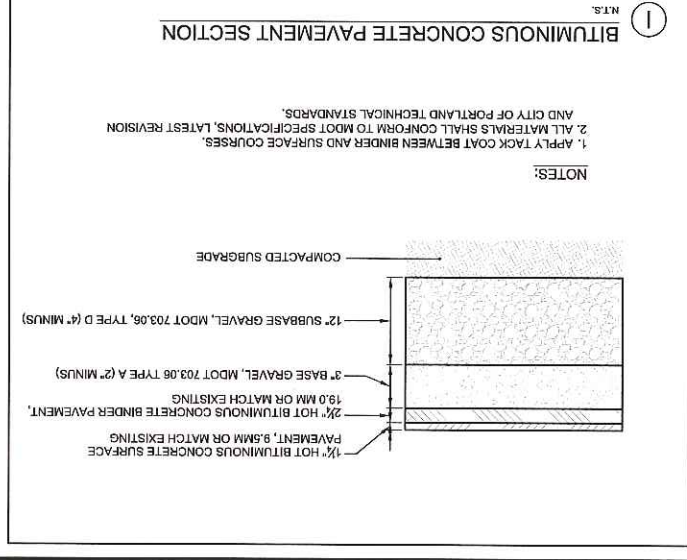 1¼" HOT BITUMINOUS CONCRETE SURFACE
PAVEMENT, 9.5MM OR MATCH EXISTING
HOT BITUMINOUS CONCRETE BINDER PAVEMENT,
19.0 MM OR MATCH EXISTING
3" BASE GRAVEL, MDOT 703.06 TYPE A (2" MINUS)
12" SUBBASE GRAVEL, MDOT 703.06, TYPE D (4" MINUS)
COMPACTED SUBGRADE
NOTES:
1. APPLY TACK COAT BETWEEN BINDER AND SURFACE COURSES.
2. ALL MATERIALS SHALL CONFORM TO MDOT SPECIFICATIONS, LATEST REVISION
AND CITY OF PORTLAND TECHNICAL STANDARDS.
1 BITUMINOUS CONCRETE PAVEMENT SECTION
N.T.S.